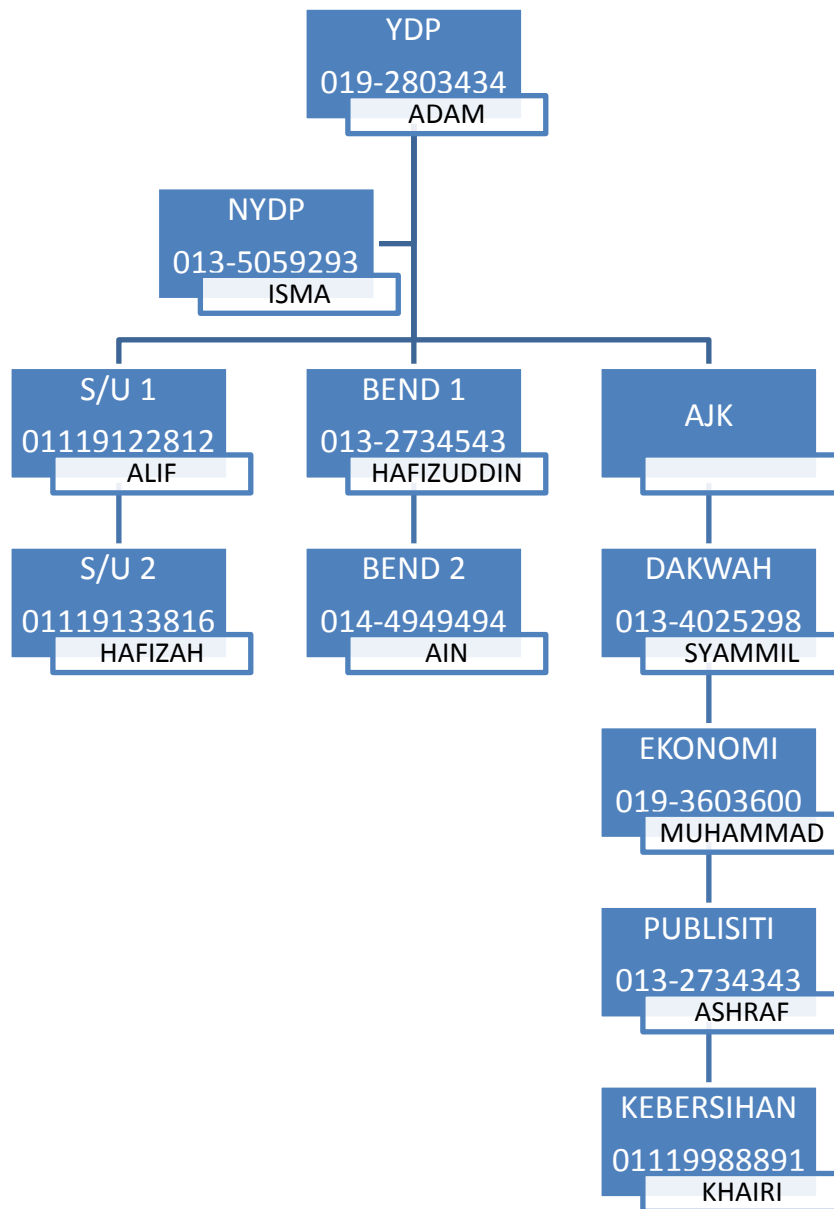 YDP
019-2803434
ADAM
NYDP
013-5059293
ISMA
S/U 1
01119122812
ALIF
BEND 1
013-2734543
HAFIZUDDIN
AJK
S/U 2
01119133816
HAFIZAH
BEND 2
014-4949494
AIN
DAKWAH
013-4025298
SYAMMIL
EKONOMI
019-3603600
MUHAMMAD
PUBLISITI
013-2734343
ASHRAF
KEBERSIHAN
01119988891
KHAIRI